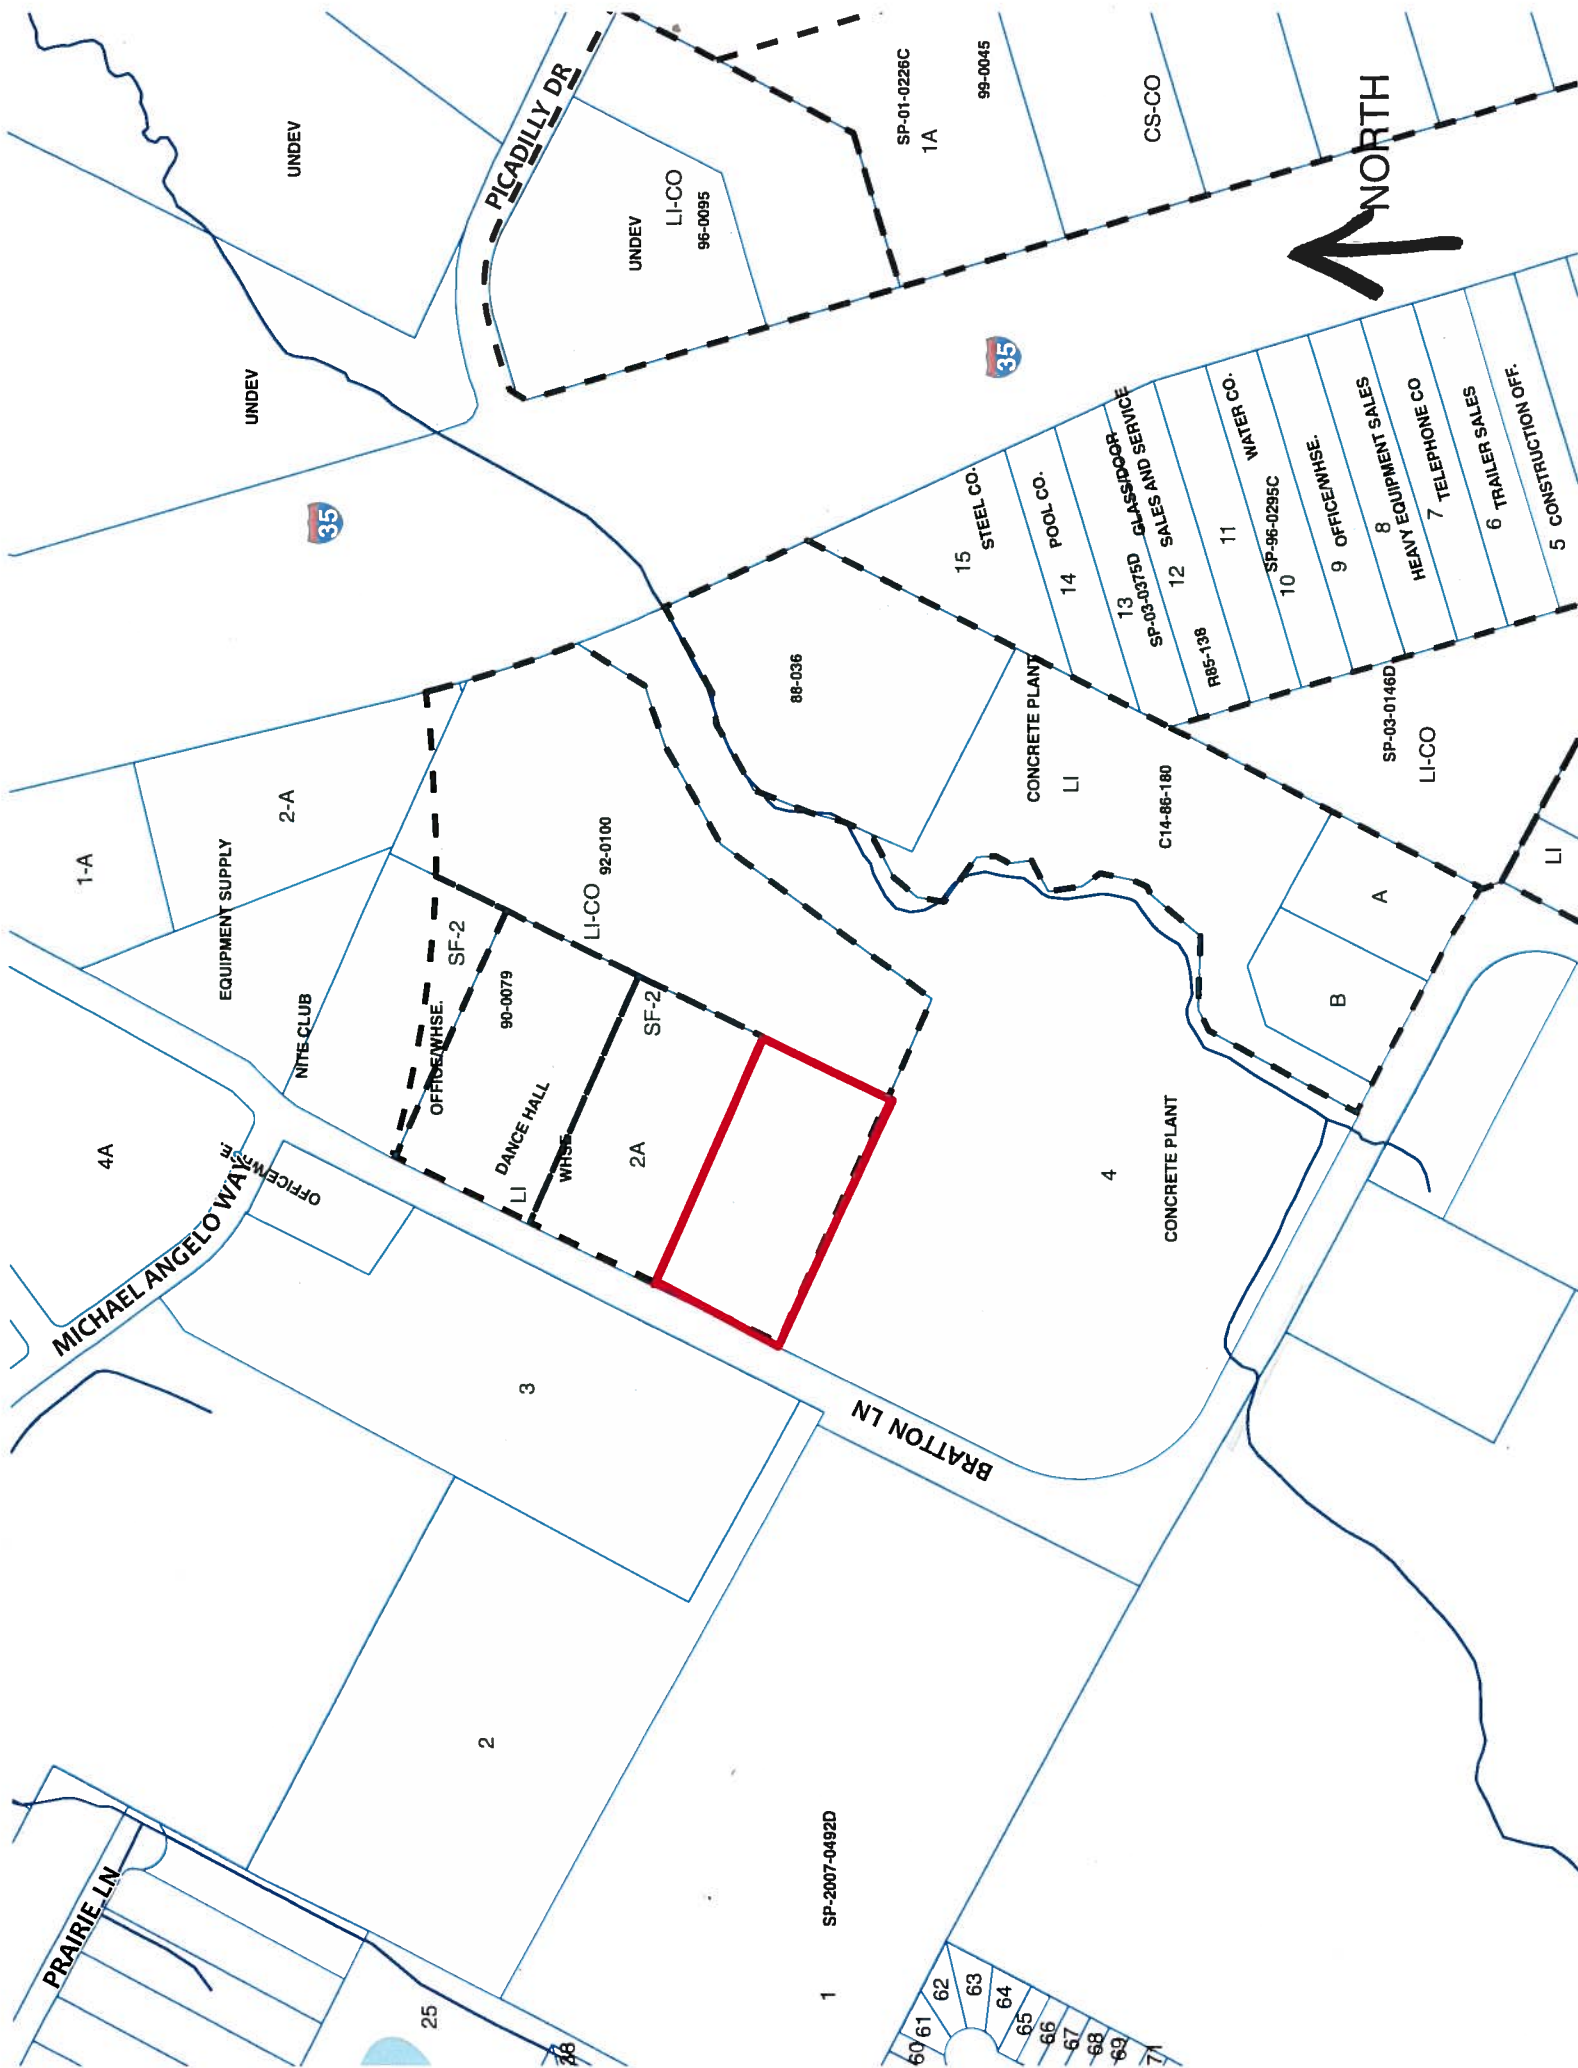 PRAIRIE LN
25
28
2
1
SP-2007-0492D
60
61
62
63
64
65
66
67
68
69
71
MICHAEL ANGELO WAY
OFFICE/WHSE
4A
3
BRATTON LN
1-A
2-A
EQUIPMENT SUPPLY
NITE CLUB
OFFICE/WHSE.
SF-2
90-0079
DANCE HALL
LI
WHSE
2A
SF-2
LI-CO
92-0100
4
CONCRETE PLANT
88-036
CONCRETE PLANT
LI
C14-86-180
A
B
LI
SP-03-0146D
LI-CO
35
UNDEV
UNDEV
PICADILLY DR
UNDEV
LI-CO
96-0095
SP-01-0226C
1A
99-0045
CS-CO
NORTH
35
15 STEEL CO.
14 POOL CO.
13 GLASS/DOOR
SP-03-0375D SALES AND SERVICE
12
R85-138
11 WATER CO.
SP-96-0295C
10
9 OFFICE/WHSE.
8
HEAVY EQUIPMENT SALES
7 TELEPHONE CO
6 TRAILER SALES
5 CONSTRUCTION OFF.